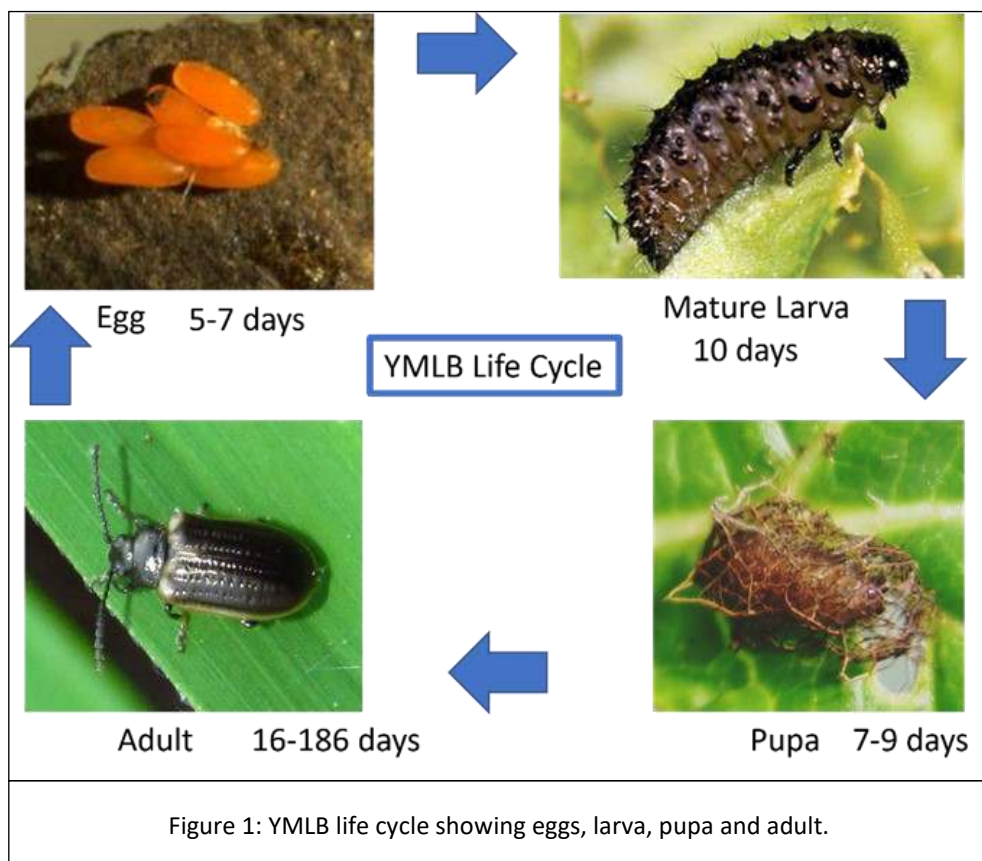 Egg 5-7 days
Mature Larva
10 days
YMLB Life Cycle
Adult 16-186 days
Pupa 7-9 days
Figure 1: YMLB life cycle showing eggs, larva, pupa and adult.